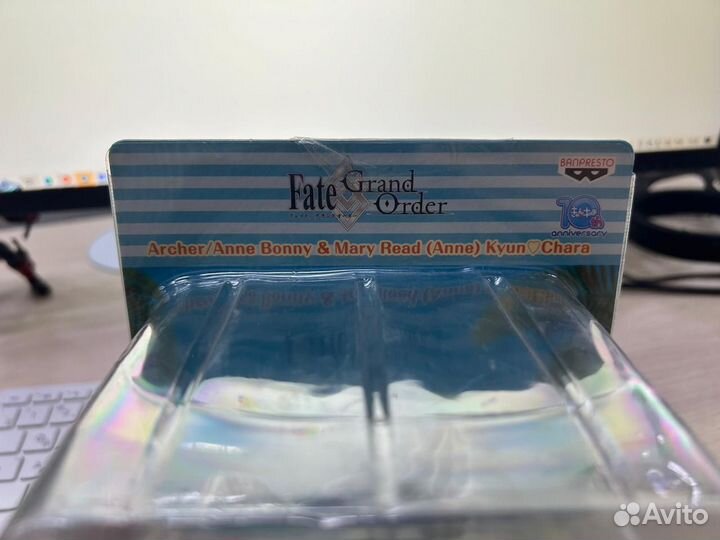 BANPRESTO
Fate Grand Order
10th
anniversary
Archer/Anne Bonny & Mary Read (Anne) Kyun♡Chara
Avito